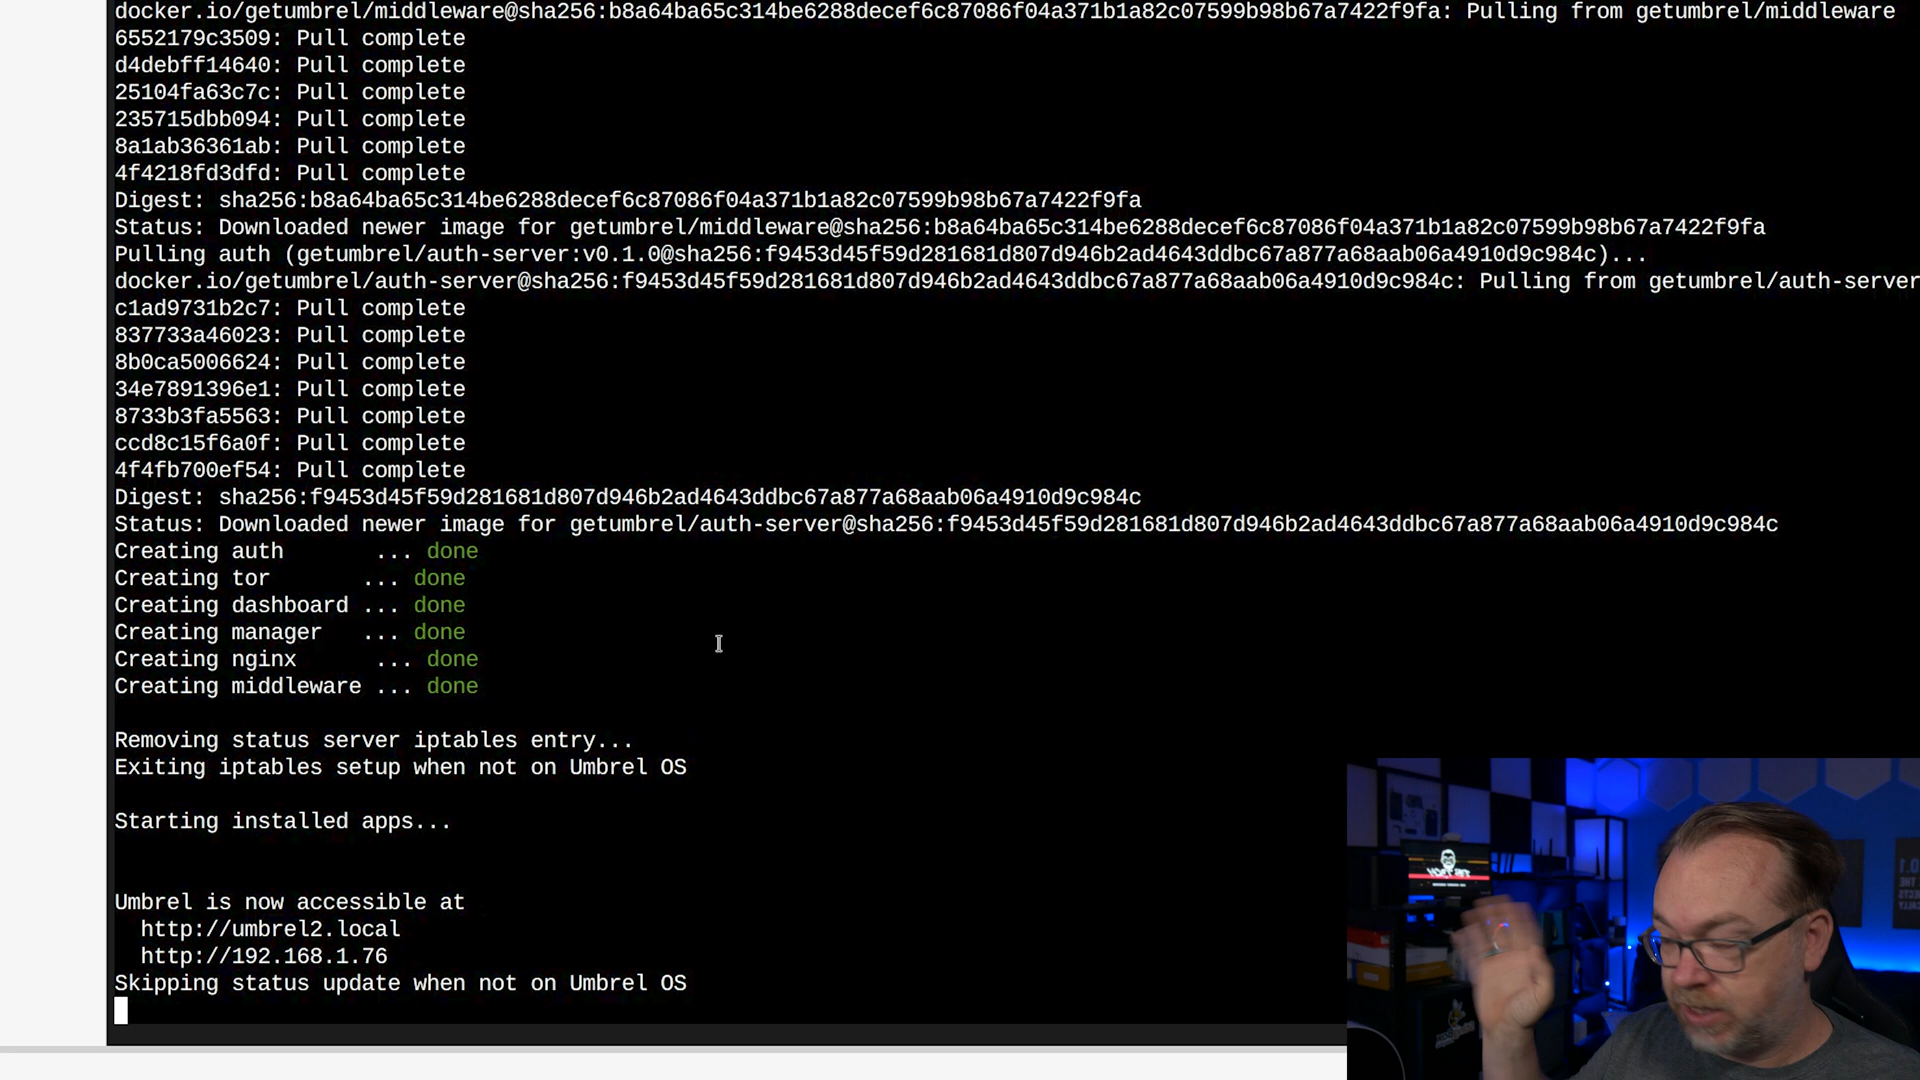 docker.io/getumbrel/middleware@sha256:b8a64ba65c314be6288decef6c87086f04a371b1a82c07599b98b67a7422f9fa: Pulling from getumbrel/middleware
6552179c3509: Pull complete
d4debff14640: Pull complete
25104fa63c7c: Pull complete
235715dbb094: Pull complete
8a1ab36361ab: Pull complete
4f4218fd3dfd: Pull complete
Digest: sha256:b8a64ba65c314be6288decef6c87086f04a371b1a82c07599b98b67a7422f9fa
Status: Downloaded newer image for getumbrel/middleware@sha256:b8a64ba65c314be6288decef6c87086f04a371b1a82c07599b98b67a7422f9fa
Pulling auth (getumbrel/auth-server:v0.1.0@sha256:f9453d45f59d281681d807d946b2ad4643ddbc67a877a68aab06a4910d9c984c)...
docker.io/getumbrel/auth-server@sha256:f9453d45f59d281681d807d946b2ad4643ddbc67a877a68aab06a4910d9c984c: Pulling from getumbrel/auth-server
c1ad9731b2c7: Pull complete
837733a46023: Pull complete
8b0ca5006624: Pull complete
34e7891396e1: Pull complete
8733b3fa5563: Pull complete
ccd8c15f6a0f: Pull complete
4f4fb700ef54: Pull complete
Digest: sha256:f9453d45f59d281681d807d946b2ad4643ddbc67a877a68aab06a4910d9c984c
Status: Downloaded newer image for getumbrel/auth-server@sha256:f9453d45f59d281681d807d946b2ad4643ddbc67a877a68aab06a4910d9c984c
Creating auth       ... done
Creating tor       ... done
Creating dashboard ... done
Creating manager   ... done
Creating nginx      ... done
Creating middleware ... done
Removing status server iptables entry...
Exiting iptables setup when not on Umbrel OS
Starting installed apps...
Umbrel is now accessible at
http://umbrel2.local
http://192.168.1.76
Skipping status update when not on Umbrel OS